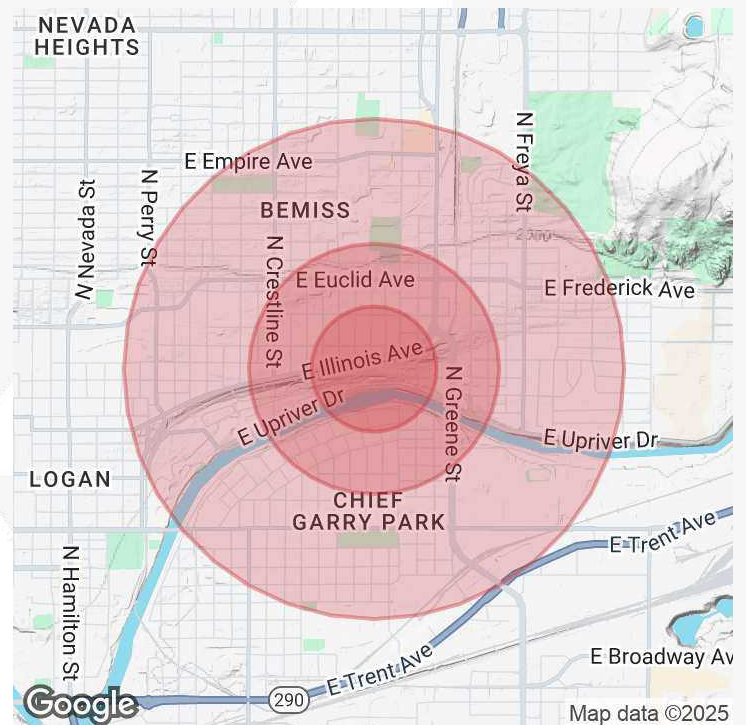 NEVADA
HEIGHTS
N Freya St
E Empire Ave
N Perry St
N Nevada St
BEMISS
N Crestline St
E Euclid Ave
E Frederick Ave
E Illinois Ave
N Greene St
E Upriver Dr
E Upriver Dr
LOGAN
CHIEF
GARRY PARK
E Trent Ave
N Hamilton St
E Broadway Av
E Trent Ave
290
Google
Map data ©2025